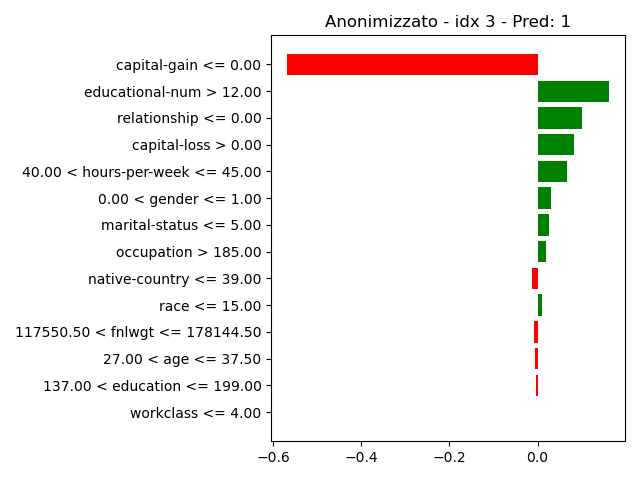 Anonimizzato - idx 3 - Pred: 1
capital-gain <= 0.00
educational-num > 12.00
relationship <= 0.00
capital-loss > 0.00
40.00 < hours-per-week <= 45.00
0.00 < gender <= 1.00
marital-status <= 5.00
occupation > 185.00
native-country <= 39.00
race <= 15.00
117550.50 < fnlwgt <= 178144.50
27.00 < age <= 37.50
137.00 < education <= 199.00
workclass <= 4.00
−0.6 −0.4 −0.2 0.0